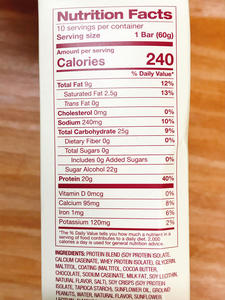 Nutrition Facts
10 servings per container
Serving size 1 Bar (60g)
Amount per serving
Calories 240
% Daily Value*
Total Fat 9g 12%
Saturated Fat 2.5g 13%
Trans Fat 0g
Cholesterol 0mg 0%
Sodium 240mg 10%
Total Carbohydrate 25g 9%
Dietary Fiber 0g 0%
Total Sugars 0g
Includes 0g Added Sugars 0%
Sugar Alcohol 22g
Protein 20g 40%
Vitamin D 0mcg 0%
Calcium 95mg 8%
Iron 1mg 6%
Potassium 120mg 2%
*The % Daily Value tells you how much a nutrient in a
serving of food contributes to a daily diet. 2,000
calories a day is used for general nutrition advice.
INGREDIENTS: PROTEIN BLEND (SOY PROTEIN ISOLATE,
CALCIUM CASEINATE, WHEY PROTEIN ISOLATE), GLYCERIN,
MALTITOL, COATING (MALTITOL, COCOA BUTTER,
CHOCOLATE, SODIUM CASEINATE, MILK FAT, SOY LECITHIN,
NATURAL FLAVOR, SALT), SOY CRISPS (SOY PROTEIN
ISOLATE, TAPIOCA STARCH), SUNFLOWER OIL, GROUND
PEANUTS, WATER, NATURAL FLAVOR, SUNFLOWER